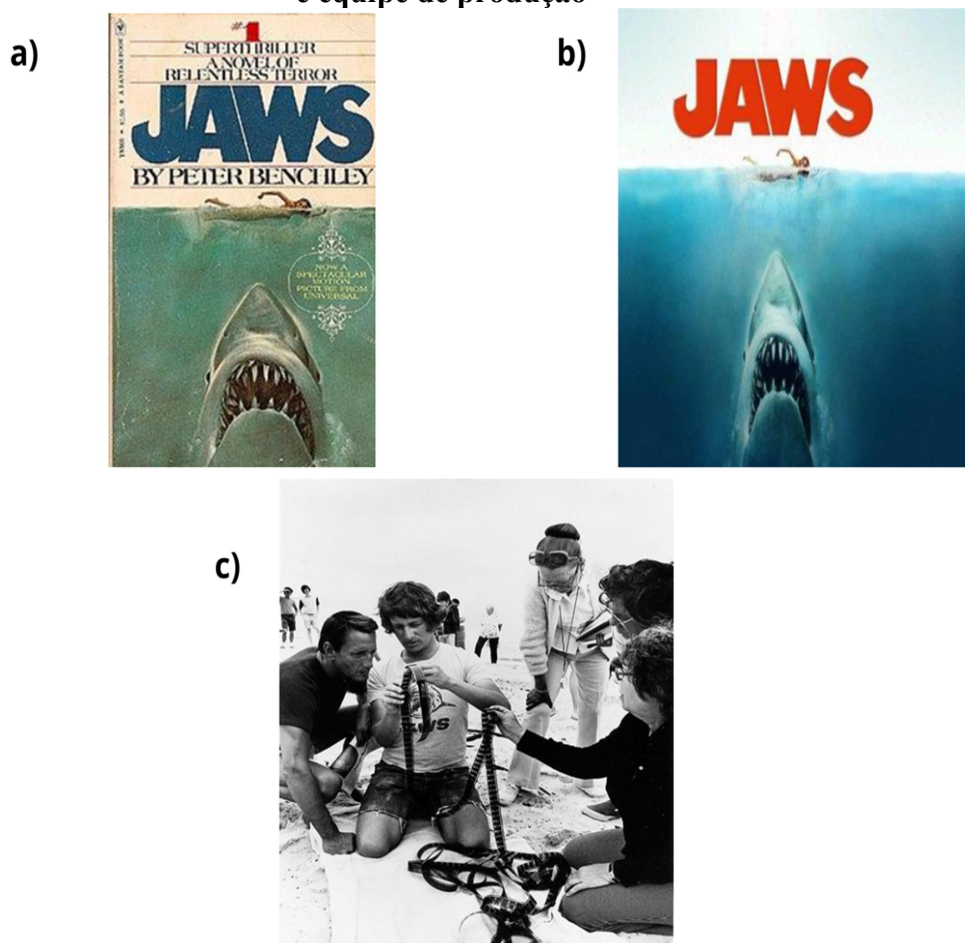 e equipe de produção
a)
#1
SUPERTHRILLER
A NOVEL OF
RELENTLESS TERROR
JAWS
BY PETER BENCHLEY
NOW A
SPECTACULAR
MOTION
PICTURE FROM
UNIVERSAL
b)
JAWS
c)